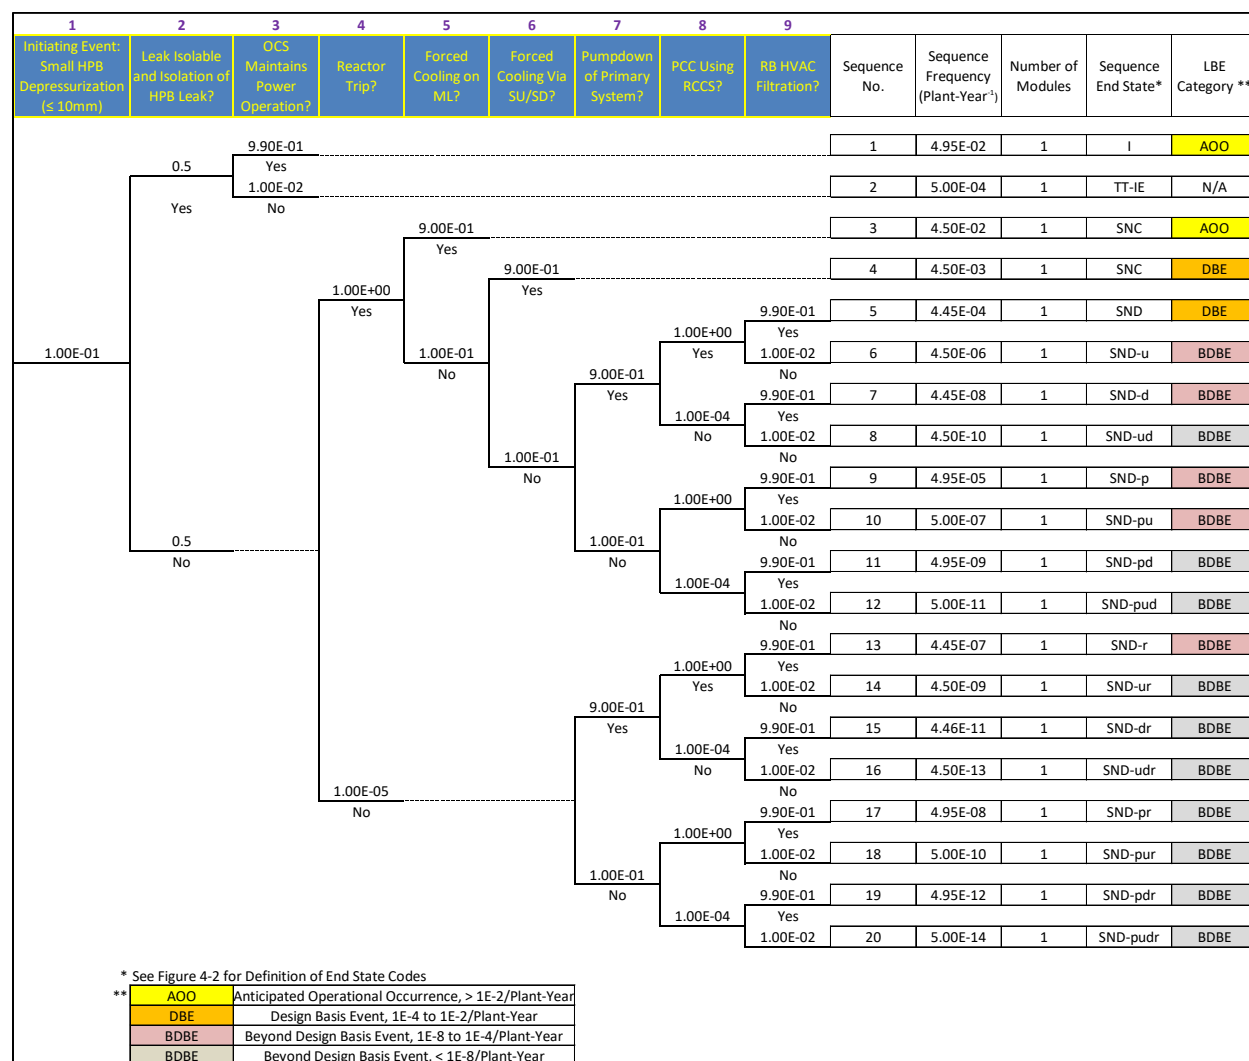 1 2 3 4 5 6 7 8 9
Initiating Event: Small HPB Depressurization (≤ 10mm)
Leak Isolable and Isolation of HPB Leak?
OCS Maintains Power Operation?
Reactor Trip?
Forced Cooling on ML?
Forced Cooling Via SU/SD?
Pumpdown of Primary System?
PCC Using RCCS?
RB HVAC Filtration?
Sequence No.
Sequence Frequency (Plant-Year⁻¹)
Number of Modules
Sequence End State*
LBE Category **
9.90E-01 1 4.95E-02 1 I AOO
0.5 Yes
1.00E-02 2 5.00E-04 1 TT-IE N/A
Yes No
9.00E-01 3 4.50E-02 1 SNC AOO
Yes
9.00E-01 4 4.50E-03 1 SNC DBE
1.00E+00 Yes
Yes 9.90E-01 5 4.45E-04 1 SND DBE
1.00E+00 Yes
1.00E-01 1.00E-01 Yes 1.00E-02 6 4.50E-06 1 SND-u BDBE
No 9.00E-01 No
Yes 9.90E-01 7 4.45E-08 1 SND-d BDBE
1.00E-04 Yes
No 1.00E-02 8 4.50E-10 1 SND-ud BDBE
1.00E-01 No
No 9.90E-01 9 4.95E-05 1 SND-p BDBE
1.00E+00 Yes
1.00E-02 10 5.00E-07 1 SND-pu BDBE
0.5 1.00E-01 No
No No 9.90E-01 11 4.95E-09 1 SND-pd BDBE
1.00E-04 Yes
1.00E-02 12 5.00E-11 1 SND-pud BDBE
No
9.90E-01 13 4.45E-07 1 SND-r BDBE
1.00E+00 Yes
Yes 1.00E-02 14 4.50E-09 1 SND-ur BDBE
9.00E-01 No
Yes 9.90E-01 15 4.46E-11 1 SND-dr BDBE
1.00E-04 Yes
No 1.00E-02 16 4.50E-13 1 SND-udr BDBE
1.00E-05 No
No 9.90E-01 17 4.95E-08 1 SND-pr BDBE
1.00E+00 Yes
1.00E-02 18 5.00E-10 1 SND-pur BDBE
1.00E-01 No
No 9.90E-01 19 4.95E-12 1 SND-pdr BDBE
1.00E-04 Yes
1.00E-02 20 5.00E-14 1 SND-pudr BDBE
* See Figure 4-2 for Definition of End State Codes
** AOO Anticipated Operational Occurrence, > 1E-2/Plant-Year
DBE Design Basis Event, 1E-4 to 1E-2/Plant-Year
BDBE Beyond Design Basis Event, 1E-8 to 1E-4/Plant-Year
BDBE Beyond Design Basis Event, < 1E-8/Plant-Year